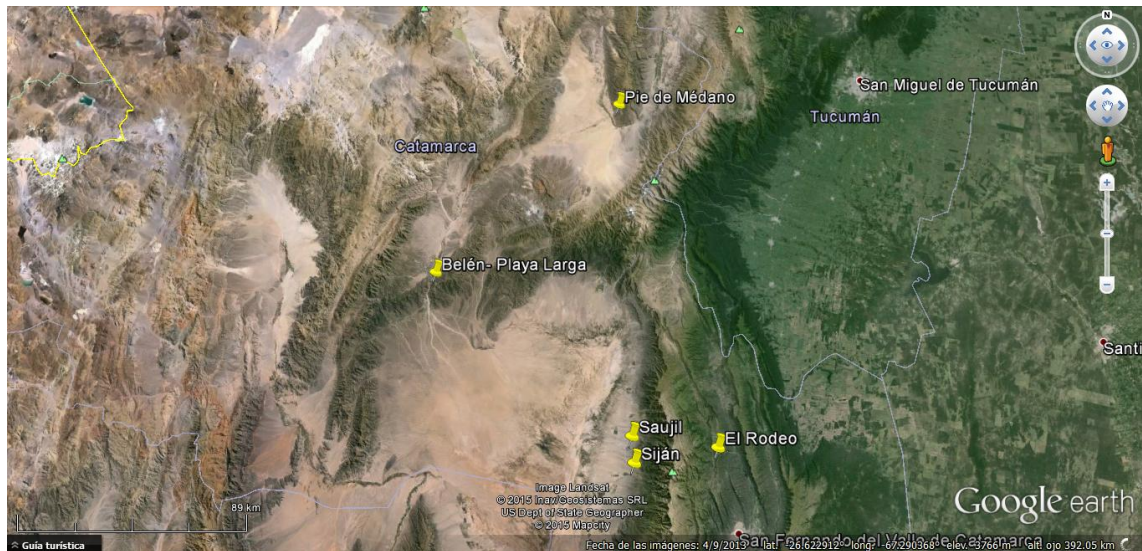 N
Pie de Médano
San Miguel de Tucumán
Tucumán
Catamarca
Belén- Playa Larga
Santi
Saujil
El Rodeo
Siján
Image Landsat
© 2015 Inav/Geosistemas SRL
US Dept of State Geographer
© 2015 Mapcity
Google earth
89 km
San Fernando del Valle de Catamarca
Guía turística
Fecha de las imágenes: 4/9/2013 lat. -26.622912° long. -67.290368° elev. 3766 m alt. ojo 392.05 km